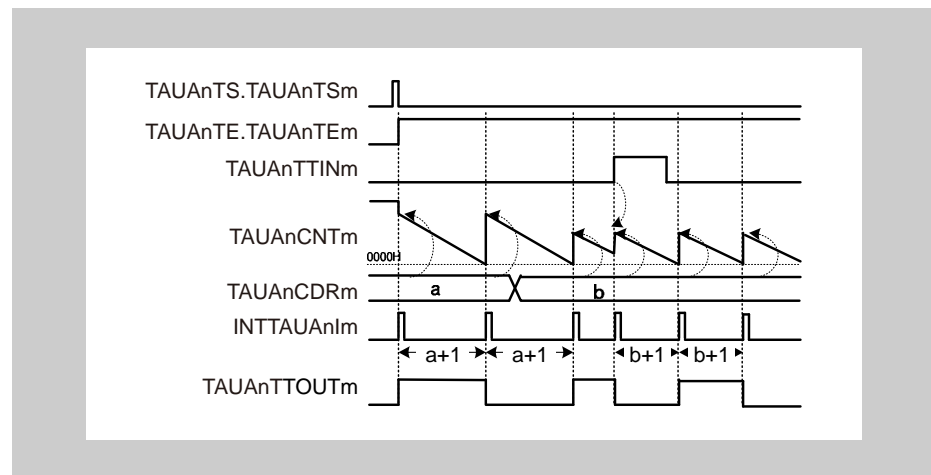 TAUAnTS.TAUAnTSm
TAUAnTE.TAUAnTEm
TAUAnTTINm
TAUAnCNTm
0000H
TAUAnCDRm
a
b
INTTAUAnIm
a+1 a+1 b+1 b+1
TAUAnTTOUTm